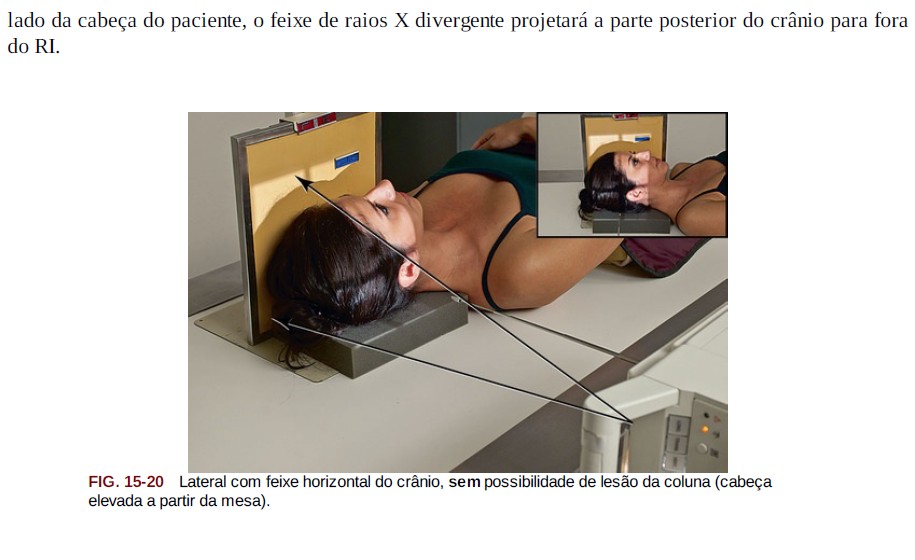 lado da cabeça do paciente, o feixe de raios X divergente projetará a parte posterior do crânio para fora
do RI.
FIG. 15-20 Lateral com feixe horizontal do crânio, sem possibilidade de lesão da coluna (cabeça
elevada a partir da mesa).